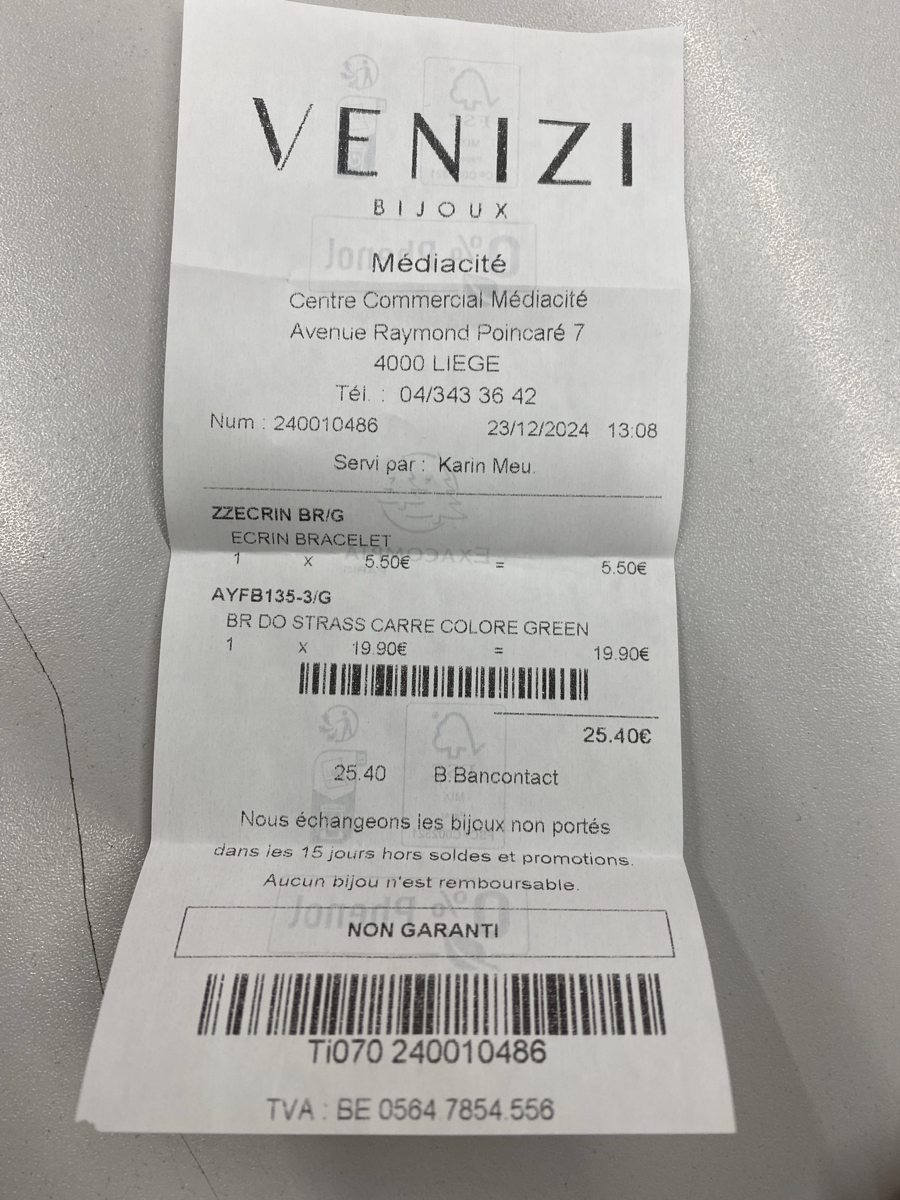 VENIZI
BIJOUX
Médiacité
Centre Commercial Médiacité
Avenue Raymond Poincaré 7
4000 LIEGE
Tél. : 04/343 36 42
Num : 240010486 23/12/2024 13:08
Servi par : Karin Meu.
ZZECRIN BR/G
ECRIN BRACELET
1 x 5.50€ = 5.50€
AYFB135-3/G
BR DO STRASS CARRE COLORE GREEN
1 x 19.90€ = 19.90€
25.40€
25.40 B.Bancontact
Nous échangeons les bijoux non portés
dans les 15 jours hors soldes et promotions.
Aucun bijou n'est remboursable.
NON GARANTI
Ti070 240010486
TVA : BE 0564.7854.556
0% Phenol
0% Phenol